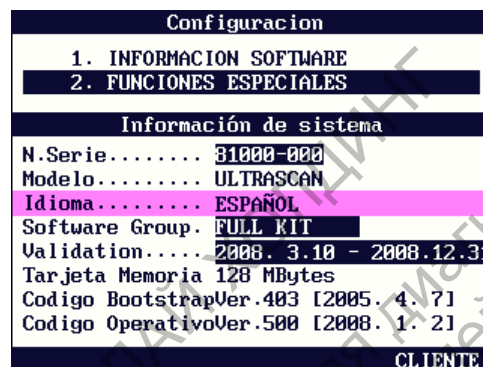 Configuracion
1. INFORMACION SOFTWARE
2. FUNCIONES ESPECIALES
Información de sistema
N.Serie........ 81000-000
Modelo......... ULTRASCAN
Idioma......... ESPAÑOL
Software Group. FULL KIT
Validation..... 2008. 3.10 - 2008.12.31
Tarjeta Memoria 128 MBytes
Codigo BootstrapVer.403 [2005. 4. 7]
Codigo OperativoVer.500 [2008. 1. 2]
CLIENTE